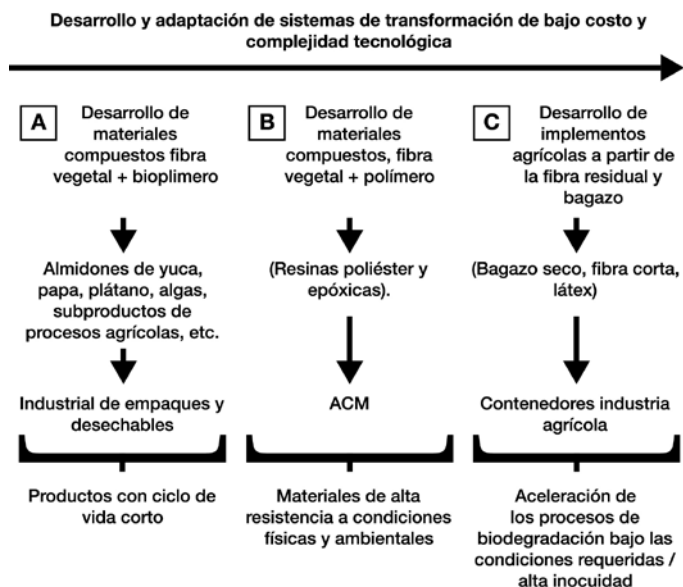 Desarrollo y adaptación de sistemas de transformación de bajo costo y
complejidad tecnológica
A
Desarrollo de
materiales
compuestos fibra
vegetal + bioplimero
Almidones de yuca,
papa, plátano, algas,
subproductos de
procesos agrícolas, etc.
Industrial de empaques y
desechables
Productos con ciclo de
vida corto
B
Desarrollo de
materiales
compuestos, fibra
vegetal + polímero
(Resinas poliéster y
epóxicas).
ACM
Materiales de alta
resistencia a condiciones
físicas y ambientales
C
Desarrollo de
implementos
agrícolas a partir de
la fibra residual y
bagazo
(Bagazo seco, fibra corta,
látex)
Contenedores industria
agrícola
Aceleración de
los procesos de
biodegradación bajo las
condiciones requeridas /
alta inocuidad